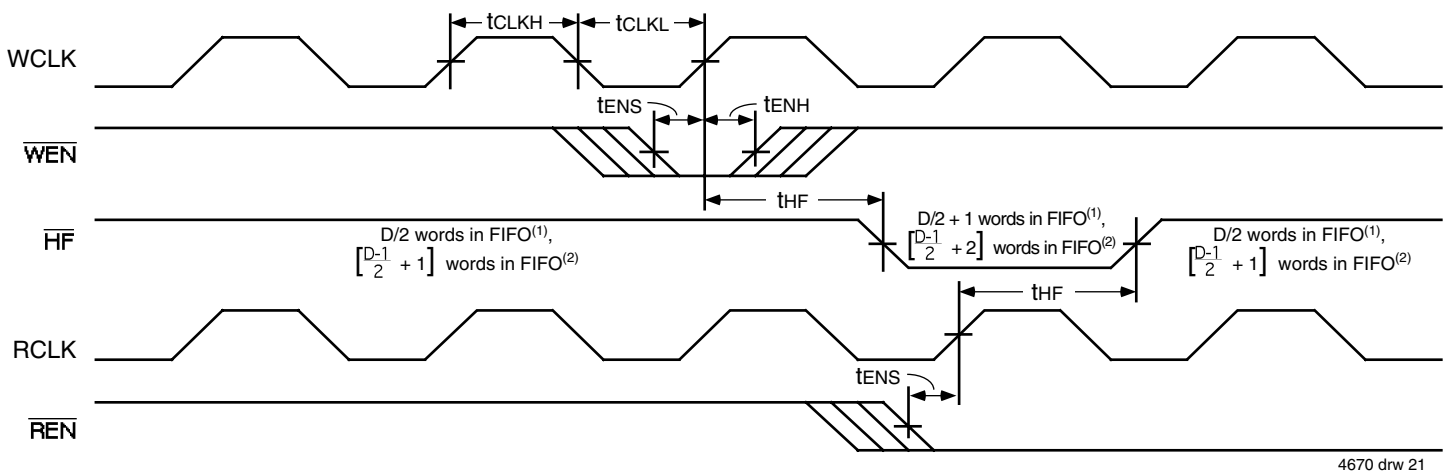 tCLKH
tCLKL
WCLK
tENS
tENH
WEN
tHF
HF
D/2 words in FIFO(1),
[D-1/2 + 1] words in FIFO(2)
D/2 + 1 words in FIFO(1),
[D-1/2 + 2] words in FIFO(2)
D/2 words in FIFO(1),
[D-1/2 + 1] words in FIFO(2)
tHF
RCLK
tENS
REN
4670 drw 21